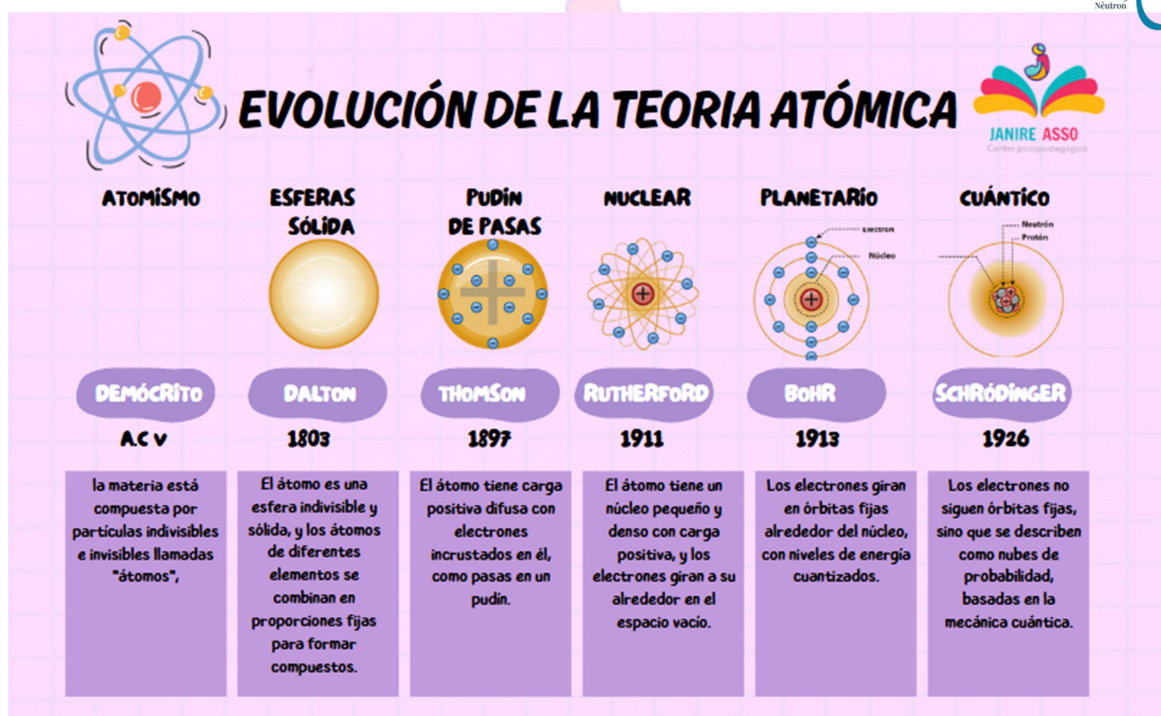 Nèutron
EVOLUCIÓN DE LA TEORIA ATÓMICA
JANIRE ASSO
Centro psicopedagógico
ATOMISMO
ESFERAS
SÓLIDA
PUDIN
DE PASAS
NUCLEAR
PLANETARIO
CUÁNTICO
Electron
Núcleo
Neutrón
Protón
DEMÓCRITO
DALTON
THOMSON
RUTHERFORD
BOHR
SCHRÓDINGER
A.C V
1803
1897
1911
1913
1926
la materia está
compuesta por
partículas indivisibles
e invisibles llamadas
"átomos",
El átomo es una
esfera indivisible y
sólida, y los átomos
de diferentes
elementos se
combinan en
proporciones fijas
para formar
compuestos.
El átomo tiene carga
positiva difusa con
electrones
incrustados en él,
como pasas en un
pudín.
El átomo tiene un
núcleo pequeño y
denso con carga
positiva, y los
electrones giran a su
alrededor en el
espacio vacío.
Los electrones giran
en órbitas fijas
alrededor del núcleo,
con niveles de energía
cuantizados.
Los electrones no
siguen órbitas fijas,
sino que se describen
como nubes de
probabilidad,
basadas en la
mecánica cuántica.